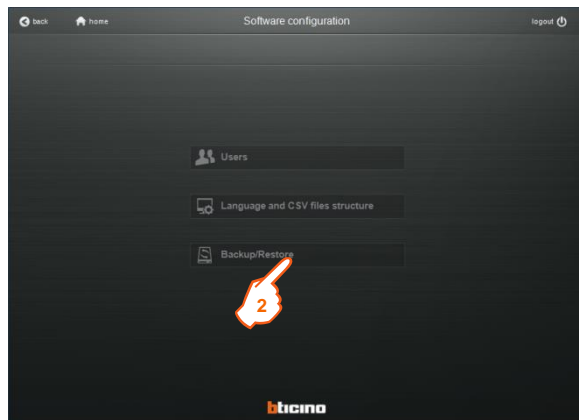 back home Software configuration logout
Users
Language and CSV files structure
Backup/Restore
2
bticino